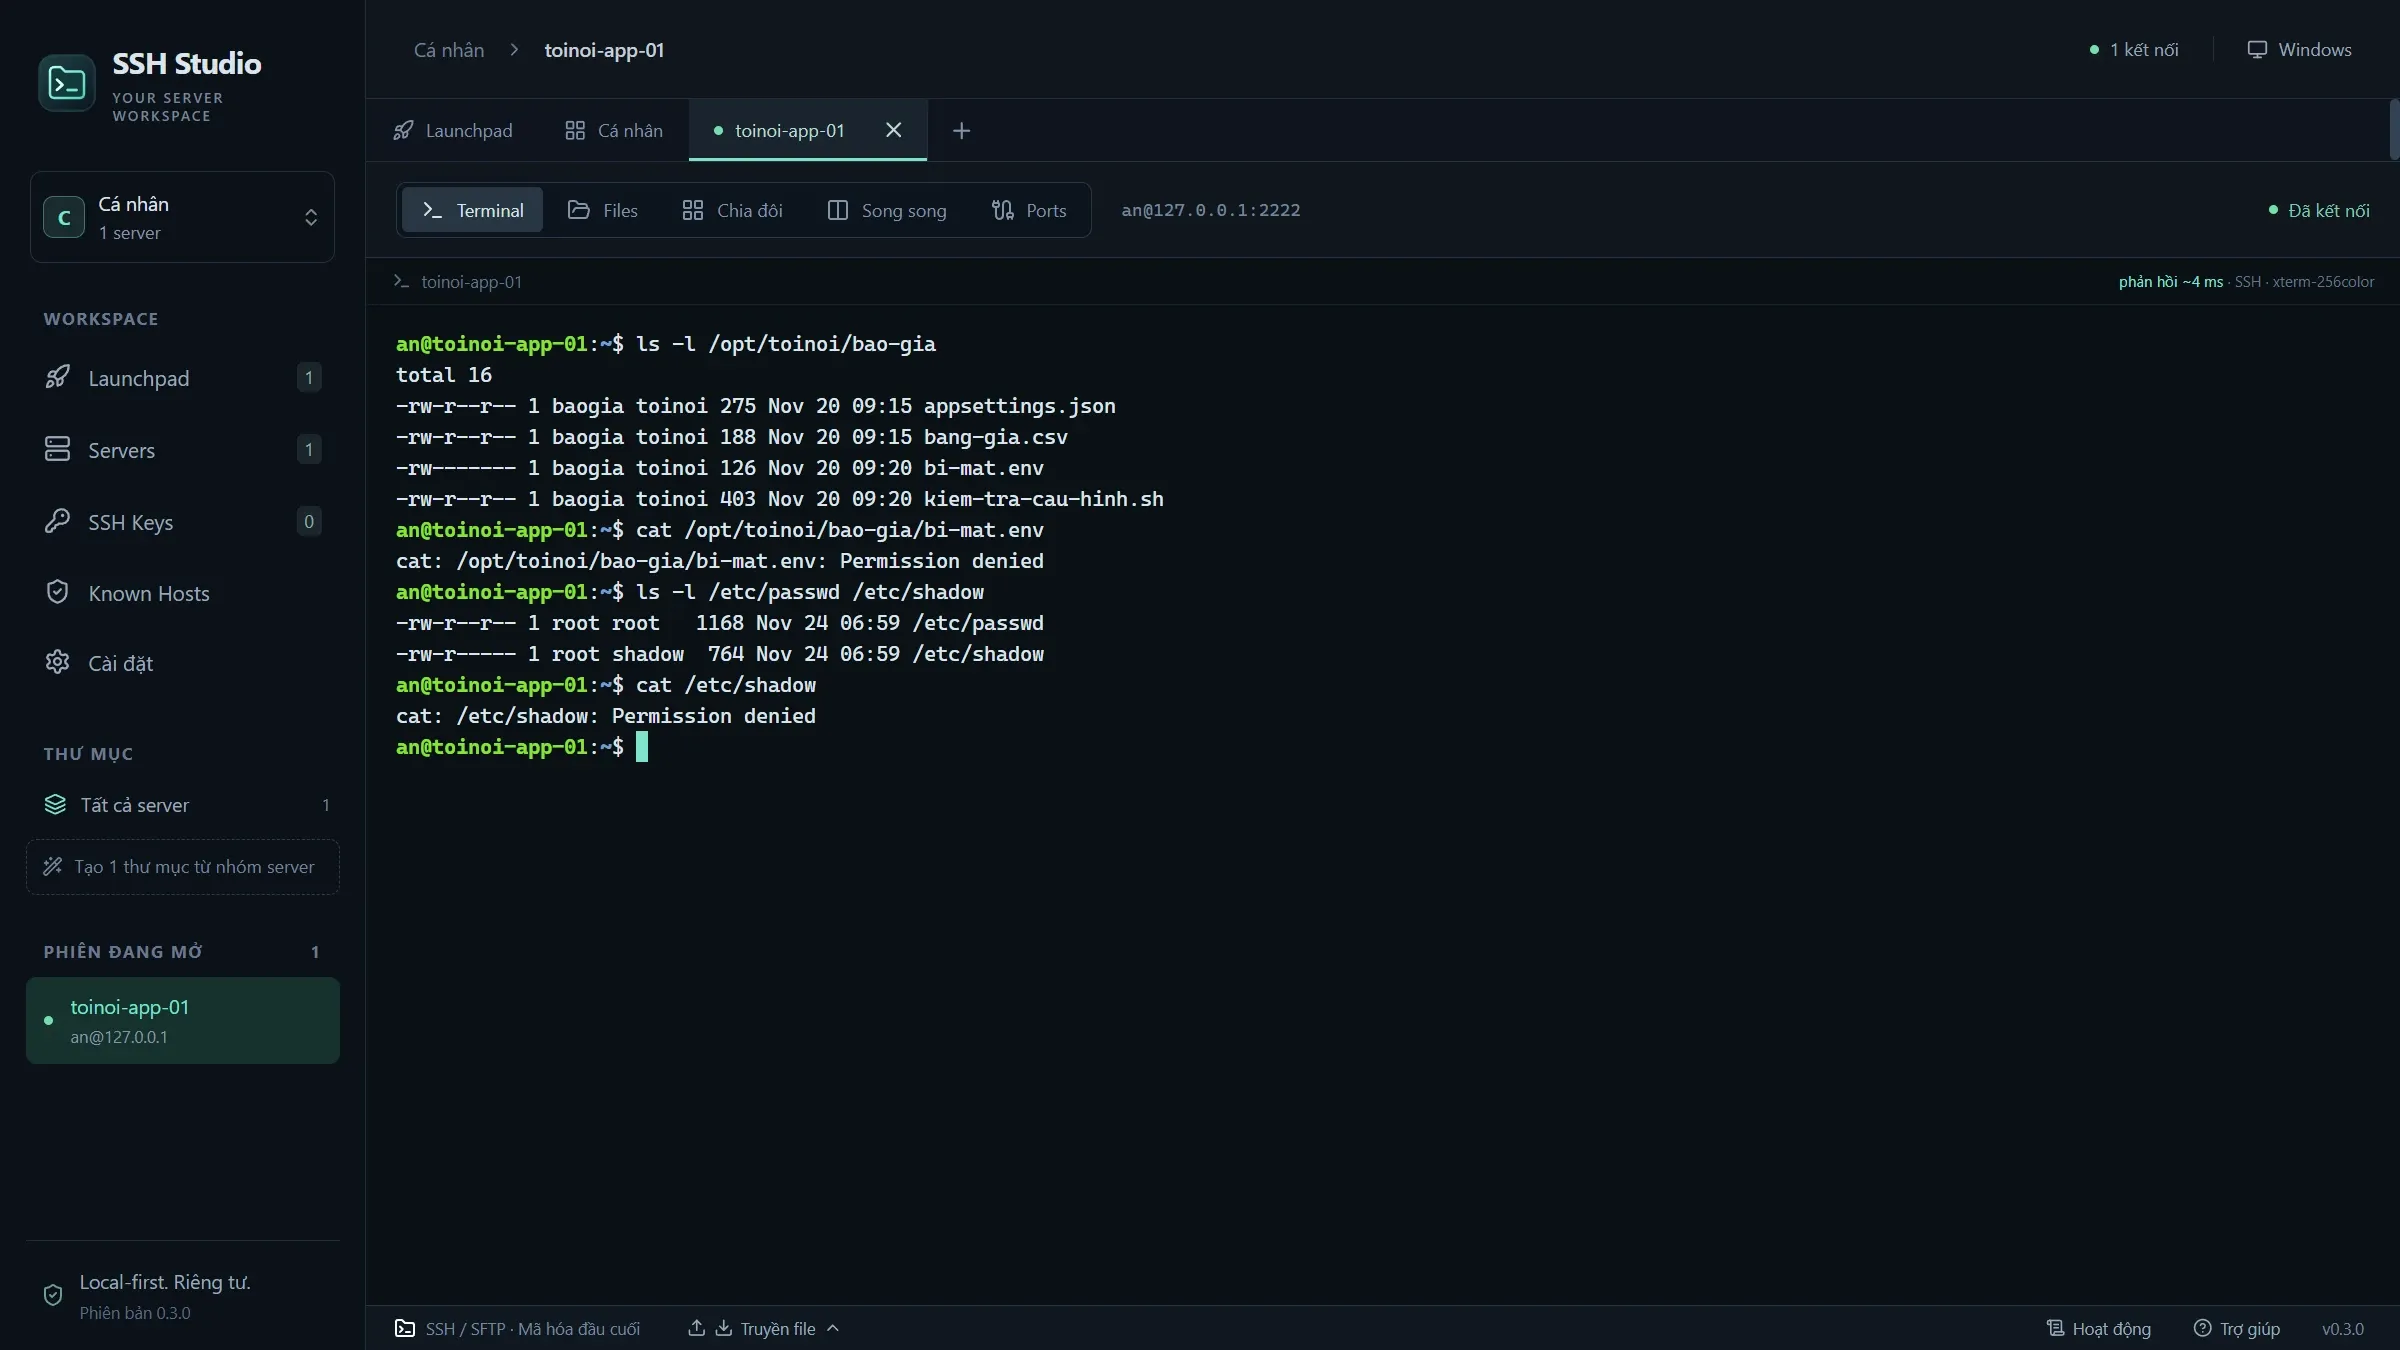 SSH Studio
YOUR SERVER
WORKSPACE
C
Cá nhân
1 server
WORKSPACE
Launchpad 1
Servers 1
SSH Keys 0
Known Hosts
Cài đặt
THƯ MỤC
Tất cả server 1
Tạo 1 thư mục từ nhóm server
PHIÊN ĐANG MỞ 1
toinoi-app-01
an@127.0.0.1
Local-first. Riêng tư.
Phiên bản 0.3.0
Cá nhân > toinoi-app-01
1 kết nối
Windows
Launchpad
Cá nhân
toinoi-app-01
Terminal
Files
Chia đôi
Song song
Ports
an@127.0.0.1:2222
Đã kết nối
toinoi-app-01
phản hồi ~4 ms · SSH · xterm-256color
an@toinoi-app-01:~$ ls -l /opt/toinoi/bao-gia
total 16
-rw-r--r-- 1 baogia toinoi 275 Nov 20 09:15 appsettings.json
-rw-r--r-- 1 baogia toinoi 188 Nov 20 09:15 bang-gia.csv
-rw------- 1 baogia toinoi 126 Nov 20 09:20 bi-mat.env
-rw-r--r-- 1 baogia toinoi 403 Nov 20 09:20 kiem-tra-cau-hinh.sh
an@toinoi-app-01:~$ cat /opt/toinoi/bao-gia/bi-mat.env
cat: /opt/toinoi/bao-gia/bi-mat.env: Permission denied
an@toinoi-app-01:~$ ls -l /etc/passwd /etc/shadow
-rw-r--r-- 1 root root   1168 Nov 24 06:59 /etc/passwd
-rw-r----- 1 root shadow  764 Nov 24 06:59 /etc/shadow
an@toinoi-app-01:~$ cat /etc/shadow
cat: /etc/shadow: Permission denied
an@toinoi-app-01:~$
SSH / SFTP · Mã hóa đầu cuối
Truyền file
Hoạt động
Trợ giúp
v0.3.0